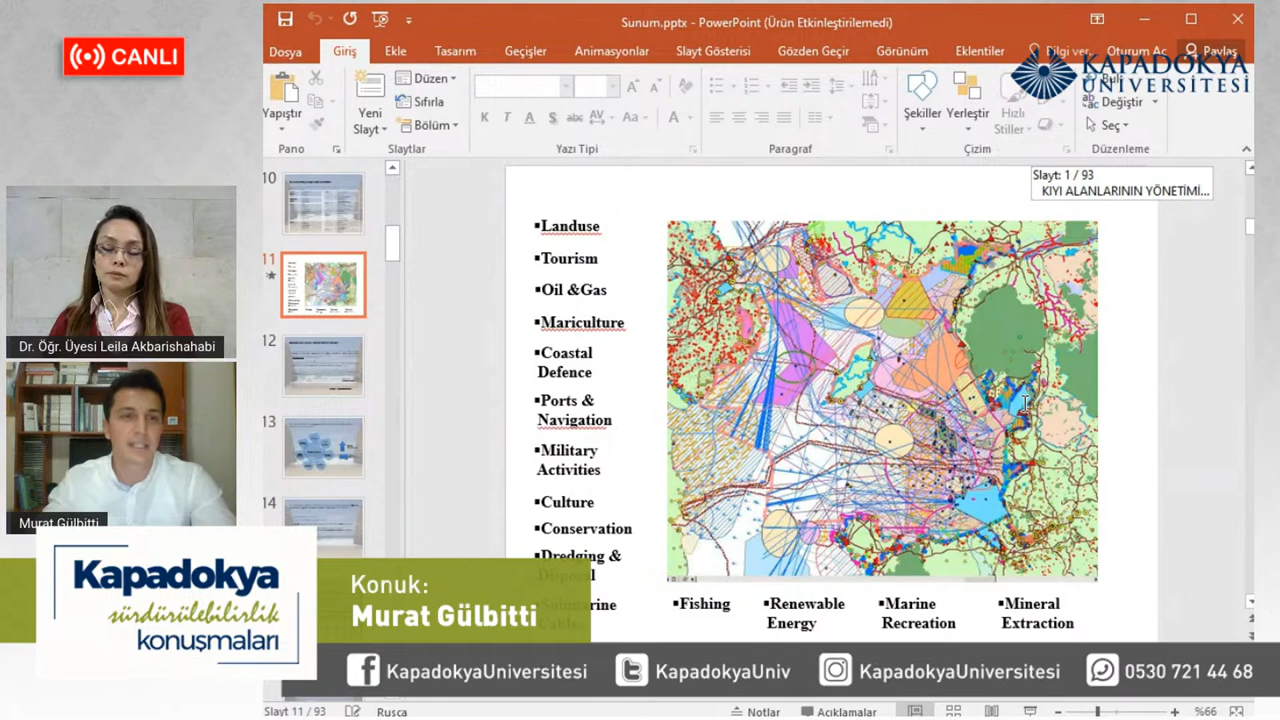 CANLI
Sunum.pptx - PowerPoint (Ürün Etkinleştirilemedi)
Dosya
Giriş
Ekle
Tasarım
Geçişler
Animasyonlar
Slayt Gösterisi
Gözden Geçir
Görünüm
Eklentiler
Oturum Aç
Paylaş
KAPADOKYA
ÜNİVERSİTESİ
Yapıştır
Yeni
Slayt
Düzen
Sıfırla
Bölüm
Şekiller
Yerleştir
Hızlı
Stiller
Bul
Değiştir
Seç
Pano
Slaytlar
Yazı Tipi
Paragraf
Çizim
Düzenleme
Slayt: 1 / 93
KIYI ALANLARININ YÖNETİMİ...
10
11
12
13
14
▪Landuse
▪Tourism
▪Oil &Gas
▪Mariculture
▪Coastal
Defence
▪Ports &
Navigation
▪Military
Activities
▪Culture
▪Conservation
▪Dredging &
▪Fishing
▪Renewable
Energy
▪Marine
Recreation
▪Mineral
Extraction
Dr. Öğr. Üyesi Leila Akbarishahabi
Murat Gülbitti
Kapadokya
sürdürülebilirlik
konuşmaları
Konuk:
Murat Gülbitti
KapadokyaUniversitesi
KapadokyaUniv
KapadokyaUniversitesi
0530 721 44 68
Slayt 11 / 93
Rusça
Notlar
Açıklamalar
%66